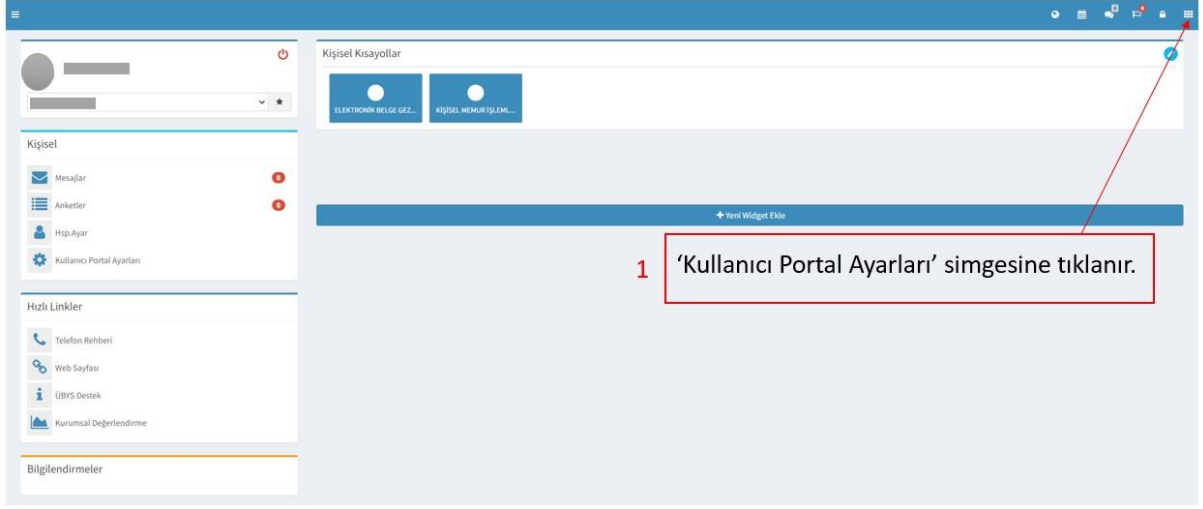 0
0
Kişisel Kısayollar
ELEKTRONİK BELGE GEZ...
KİŞİSEL MEMUR İŞLEML...
Kişisel
Mesajlar
0
Anketler
0
Hsp.Ayar
Kullanıcı Portal Ayarları
+ Yeni Widget Ekle
1
‘Kullanıcı Portal Ayarları’ simgesine tıklanır.
Hızlı Linkler
Telefon Rehberi
Web Sayfası
ÜBYS Destek
Kurumsal Değerlendirme
Bilgilendirmeler